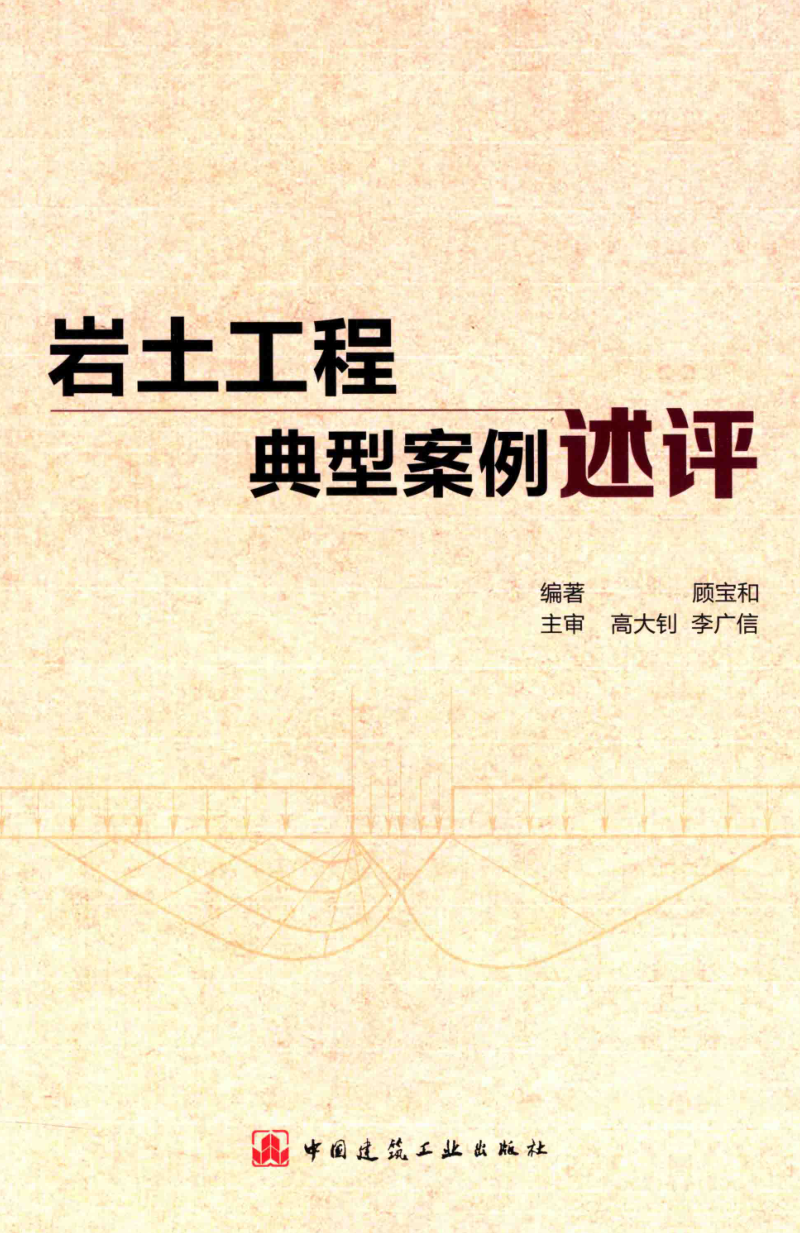 岩土工程
典型案例述评
编著 顾宝和
主审 高大钊 李广信
中国建筑工业出版社